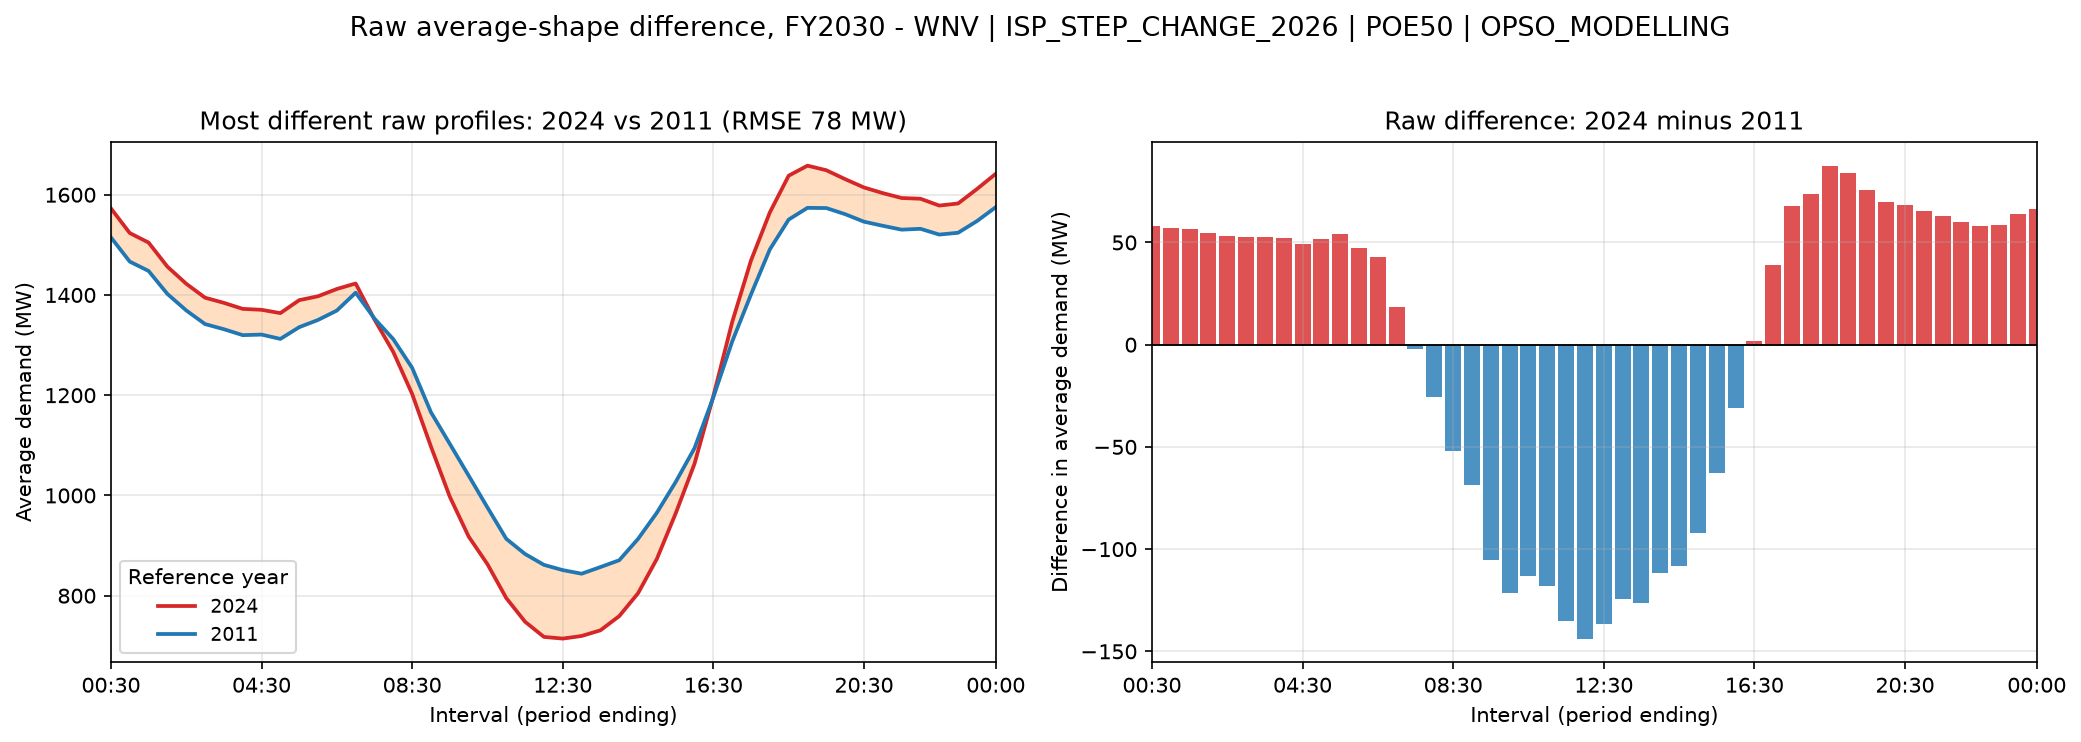 Raw average-shape difference, FY2030 - WNV | ISP_STEP_CHANGE_2026 | POE50 | OPSO_MODELLING
Most different raw profiles: 2024 vs 2011 (RMSE 78 MW)
Average demand (MW)
1600
1400
1200
1000
800
Reference year
2024
2011
00:30 04:30 08:30 12:30 16:30 20:30 00:00
Interval (period ending)
Raw difference: 2024 minus 2011
Difference in average demand (MW)
50
0
−50
−100
−150
00:30 04:30 08:30 12:30 16:30 20:30 00:00
Interval (period ending)